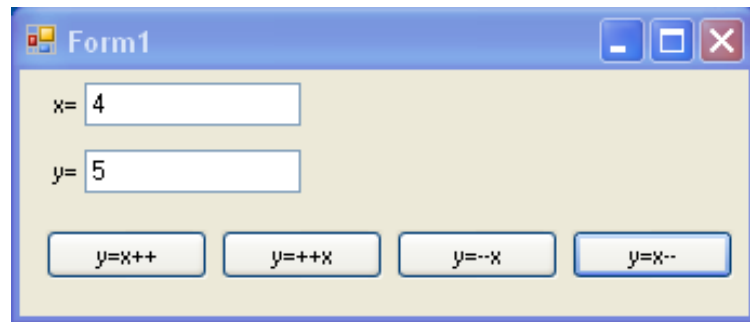 Form1
x= 4
y= 5
y=x++ y=++x y=--x y=x--